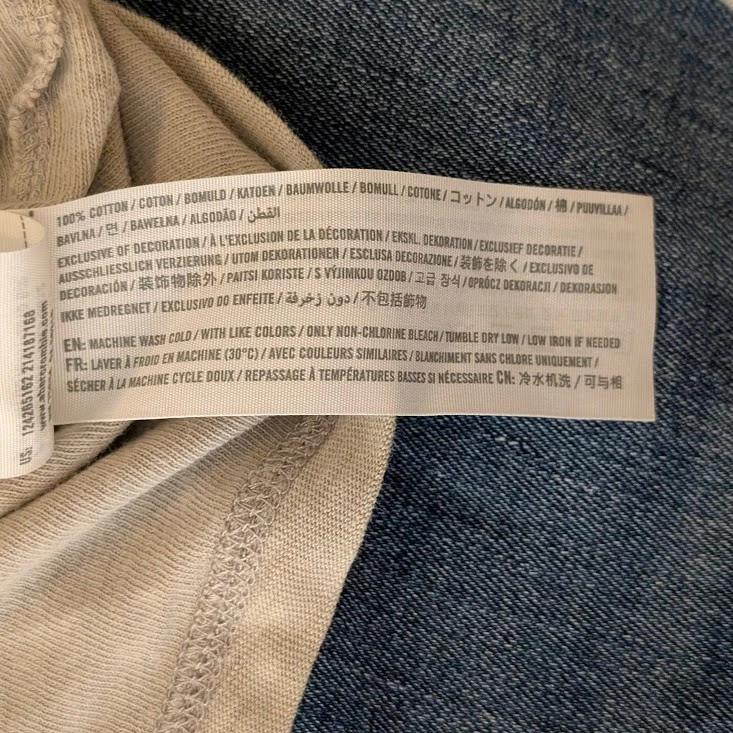 100% COTTON / COTON / BOMULD / KATOEN / BAUMWOLLE / BOMULL / COTONE / コットン / ALGODÓN / 棉 / PUUVILLAA /
BAVLNA / 면 / BAWEŁNA / ALGODÃO / القطن
EXCLUSIVE OF DECORATION / À L'EXCLUSION DE LA DÉCORATION / EKSKL. DEKORATION / EXCLUSIEF DECORATIE /
AUSSCHLIESSLICH VERZIERUNG / UTOM DEKORATIONEN / ESCLUSA DECORAZIONE / 装飾を除く / EXCLUSIVO DE
DECORACIÓN / 装饰物除外 / PAITSI KORISTE / S VÝJIMKOU OZDOB / 고급 장식 / OPRÓCZ DEKORACJI / DEKORASJON
IKKE MEDREGNET / EXCLUSIVO DO ENFEITE / دون زخرفة / 不包括飾物
EN: MACHINE WASH COLD / WITH LIKE COLORS / ONLY NON-CHLORINE BLEACH / TUMBLE DRY LOW / LOW IRON IF NEEDED
FR: LAVER À FROID EN MACHINE (30°C) / AVEC COULEURS SIMILAIRES / BLANCHIMENT SANS CHLORE UNIQUEMENT /
SÉCHER À LA MACHINE CYCLE DOUX / REPASSAGE À TEMPÉRATURES BASSES SI NÉCESSAIRE CN: 冷水机洗 / 可与相
US: 124285162 214187168
www.abercrombie.com